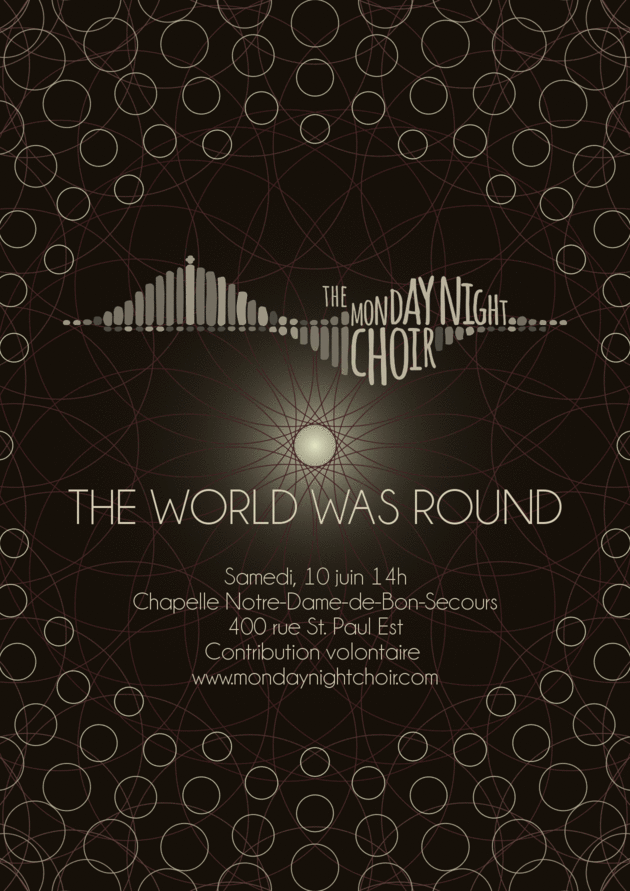 THE
MONDAY NIGHT
CHOIR
THE WORLD WAS ROUND
Samedi, 10 juin 14h
Chapelle Notre-Dame-de-Bon-Secours
400 rue St. Paul Est
Contribution volontaire
www.mondaynightchoir.com